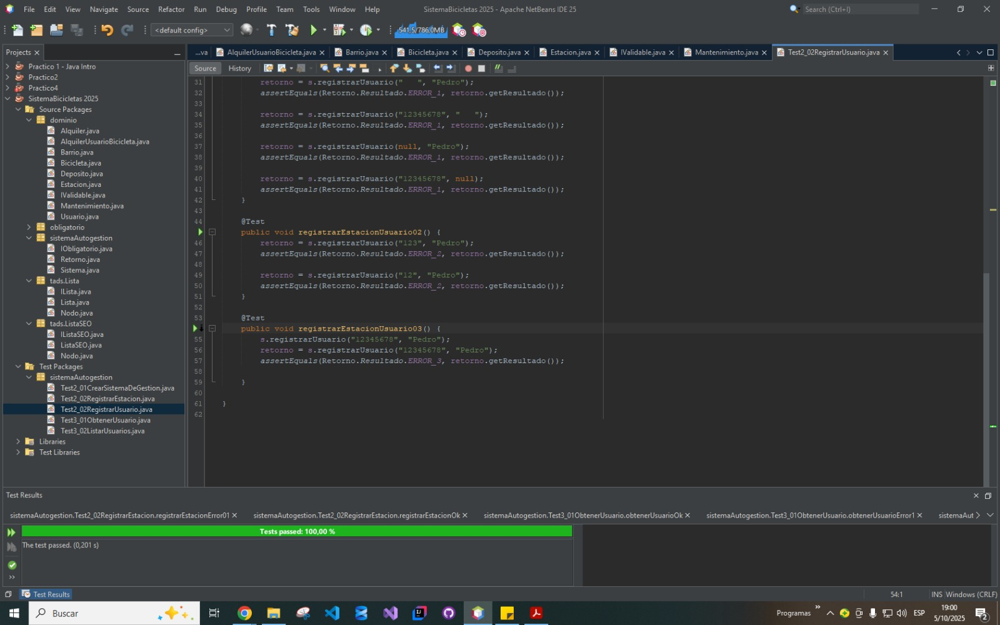 File Edit View Navigate Source Refactor Run Debug Profile Team Tools Window Help SistemaBicicletas 2025 - Apache NetBeans IDE 25 Search (Ctrl+I)
<default config> 541,5/786,0MB
Projects
...va AlquilerUsuarioBicicleta.java Barrio.java Bicicleta.java Deposito.java Estacion.java IValidable.java Mantenimiento.java Test2_02RegistrarUsuario.java
Source History
Practico 1 - Java Intro
Practico2
Practico4
SistemaBicicletas 2025
Source Packages
dominio
Alquiler.java
AlquilerUsuarioBicicleta.java
Barrio.java
Bicicleta.java
Deposito.java
Estacion.java
IValidable.java
Mantenimiento.java
Usuario.java
obligatorio
sistemaAutogestion
IObligatorio.java
Retorno.java
Sistema.java
tads.Lista
ILista.java
Lista.java
Nodo.java
tads.ListaSEO
IListaSEO.java
ListaSEO.java
Nodo.java
Test Packages
sistemaAutogestion
Test2_01CrearSistemaDeGestion.java
Test2_02RegistrarEstacion.java
Test2_02RegistrarUsuario.java
Test3_01ObtenerUsuario.java
Test3_02ListarUsuarios.java
Libraries
Test Libraries
31 retorno = s.registrarUsuario("   ", "Pedro");
32 assertEquals(Retorno.Resultado.ERROR_1, retorno.getResultado());
33
34 retorno = s.registrarUsuario("12345678", "   ");
35 assertEquals(Retorno.Resultado.ERROR_1, retorno.getResultado());
36
37 retorno = s.registrarUsuario(null, "Pedro");
38 assertEquals(Retorno.Resultado.ERROR_1, retorno.getResultado());
39
40 retorno = s.registrarUsuario("12345678", null);
41 assertEquals(Retorno.Resultado.ERROR_1, retorno.getResultado());
42 }
43
44 @Test
public void registrarEstacionUsuario02() {
46 retorno = s.registrarUsuario("123", "Pedro");
47 assertEquals(Retorno.Resultado.ERROR_2, retorno.getResultado());
48
49 retorno = s.registrarUsuario("12", "Pedro");
50 assertEquals(Retorno.Resultado.ERROR_2, retorno.getResultado());
51 }
52
53 @Test
public void registrarEstacionUsuario03() {
55 s.registrarUsuario("12345678", "Pedro");
56 retorno = s.registrarUsuario("12345678", "Pedro");
57 assertEquals(Retorno.Resultado.ERROR_3, retorno.getResultado());
58
59 }
60
61 }
62
Test Results
sistemaAutogestion.Test2_02RegistrarEstacion.registrarEstacionError01 sistemaAutogestion.Test2_02RegistrarEstacion.registrarEstacionOk sistemaAutogestion.Test3_01ObtenerUsuario.obtenerUsuarioOk sistemaAutogestion.Test3_01ObtenerUsuario.obtenerUsuarioError1 sistemaAut
Tests passed: 100,00 %
The test passed. (0,201 s)
Test Results 54:1 INS Windows (CRLF)
Buscar Programas ESP 19:00
5/10/2025 2